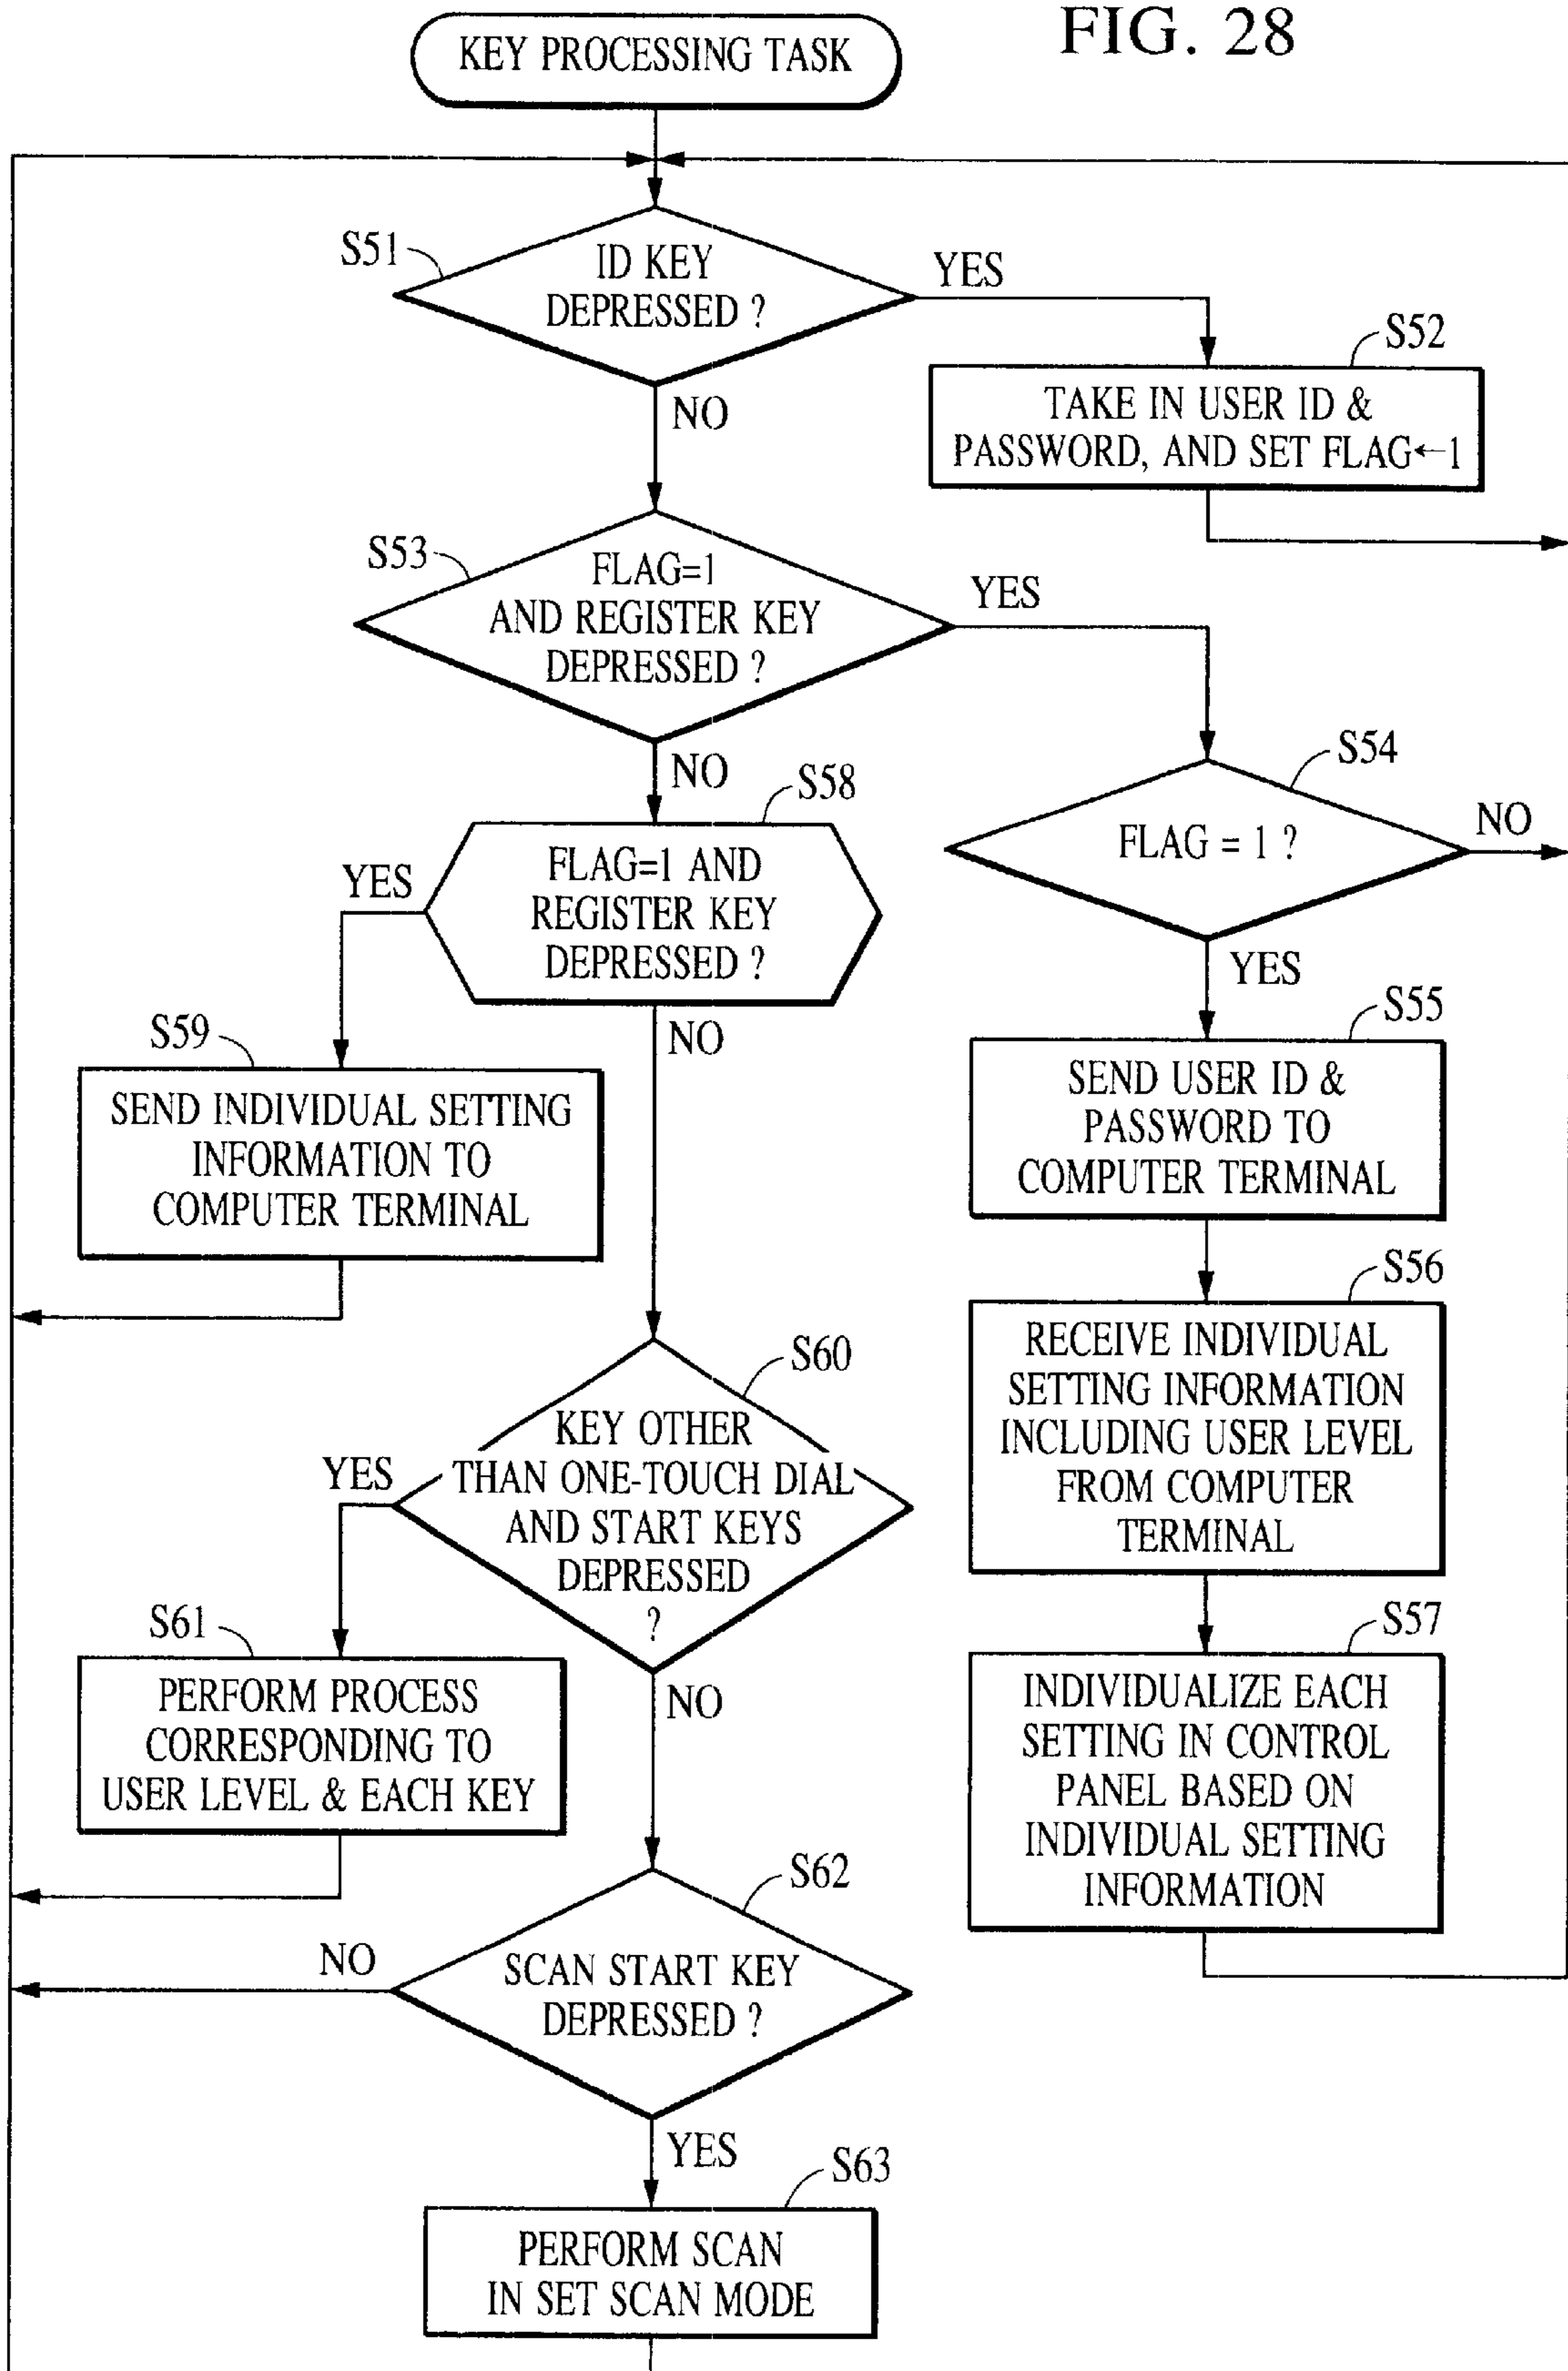 FIG. 28
KEY PROCESSING TASK
S51
ID KEY
DEPRESSED ?
YES
NO
S52
TAKE IN USER ID &
PASSWORD, AND SET FLAG←1
S53
FLAG=1
AND REGISTER KEY
DEPRESSED ?
YES
NO
S54
FLAG = 1 ?
NO
YES
S58
FLAG=1 AND
REGISTER KEY
DEPRESSED ?
YES
NO
S55
SEND USER ID &
PASSWORD TO
COMPUTER TERMINAL
S59
SEND INDIVIDUAL SETTING
INFORMATION TO
COMPUTER TERMINAL
S56
RECEIVE INDIVIDUAL
SETTING INFORMATION
INCLUDING USER LEVEL
FROM COMPUTER
TERMINAL
S60
KEY OTHER
THAN ONE-TOUCH DIAL
AND START KEYS
DEPRESSED
?
YES
NO
S57
INDIVIDUALIZE EACH
SETTING IN CONTROL
PANEL BASED ON
INDIVIDUAL SETTING
INFORMATION
S61
PERFORM PROCESS
CORRESPONDING TO
USER LEVEL & EACH KEY
S62
SCAN START KEY
DEPRESSED ?
NO
YES
S63
PERFORM SCAN
IN SET SCAN MODE